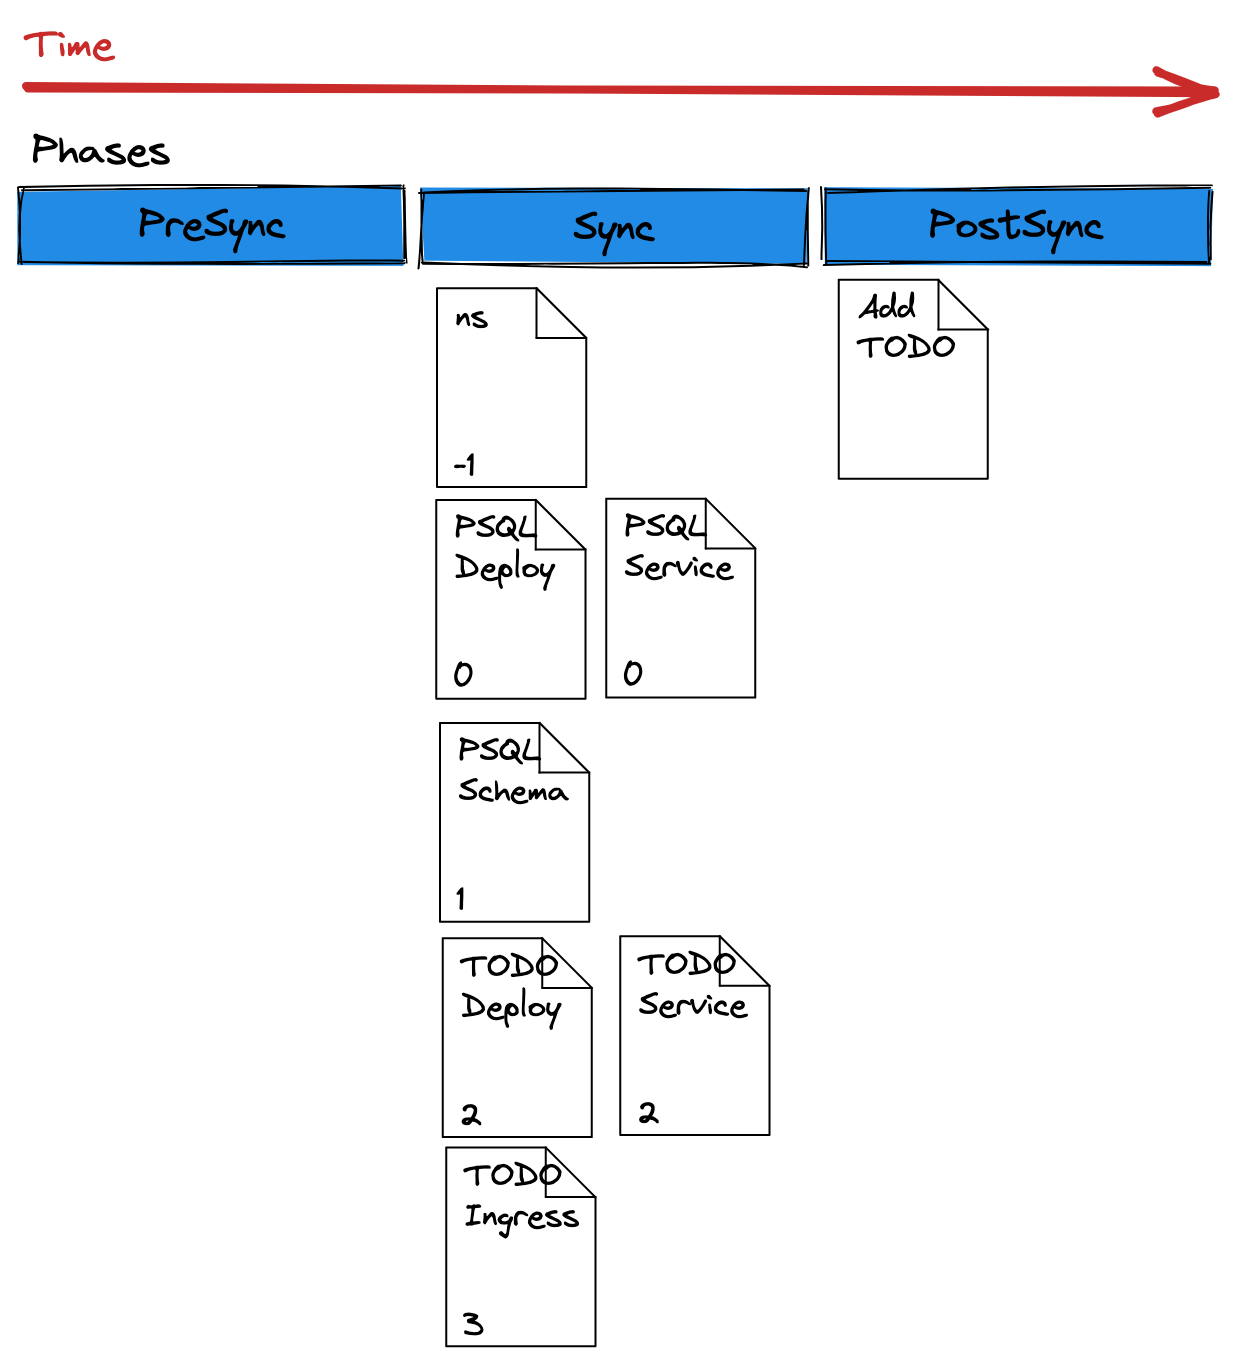 Time
Phases
PreSync
Sync
PostSync
ns
-1
Add
TODO
PSQL
Deploy
0
PSQL
Service
0
PSQL
Schema
1
TODO
Deploy
2
TODO
Service
2
TODO
Ingress
3